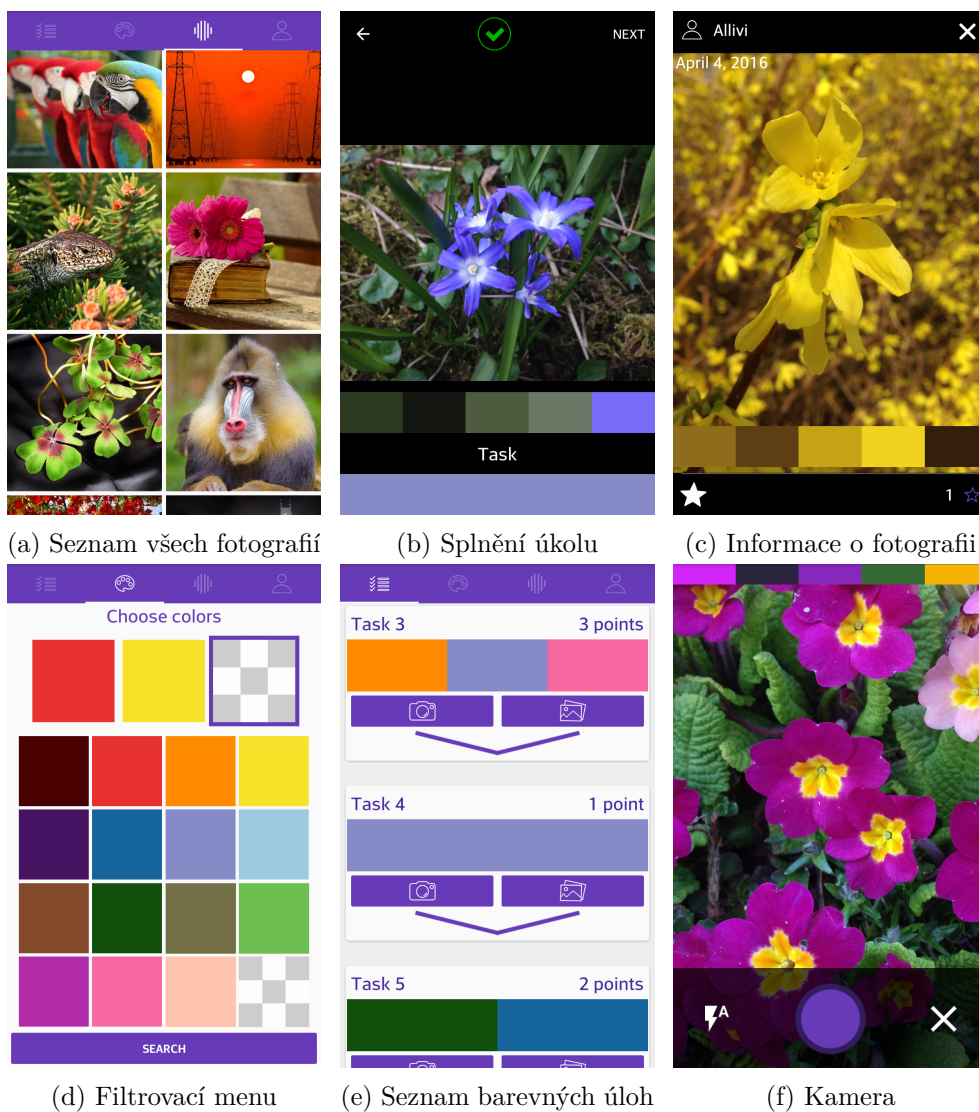 NEXT
Task
Allivi
April 4, 2016
1
(a) Seznam všech fotografií
(b) Splnění úkolu
(c) Informace o fotografii
Choose colors
SEARCH
Task 3 3 points
Task 4 1 point
Task 5 2 points
A
(d) Filtrovací menu
(e) Seznam barevných úloh
(f) Kamera